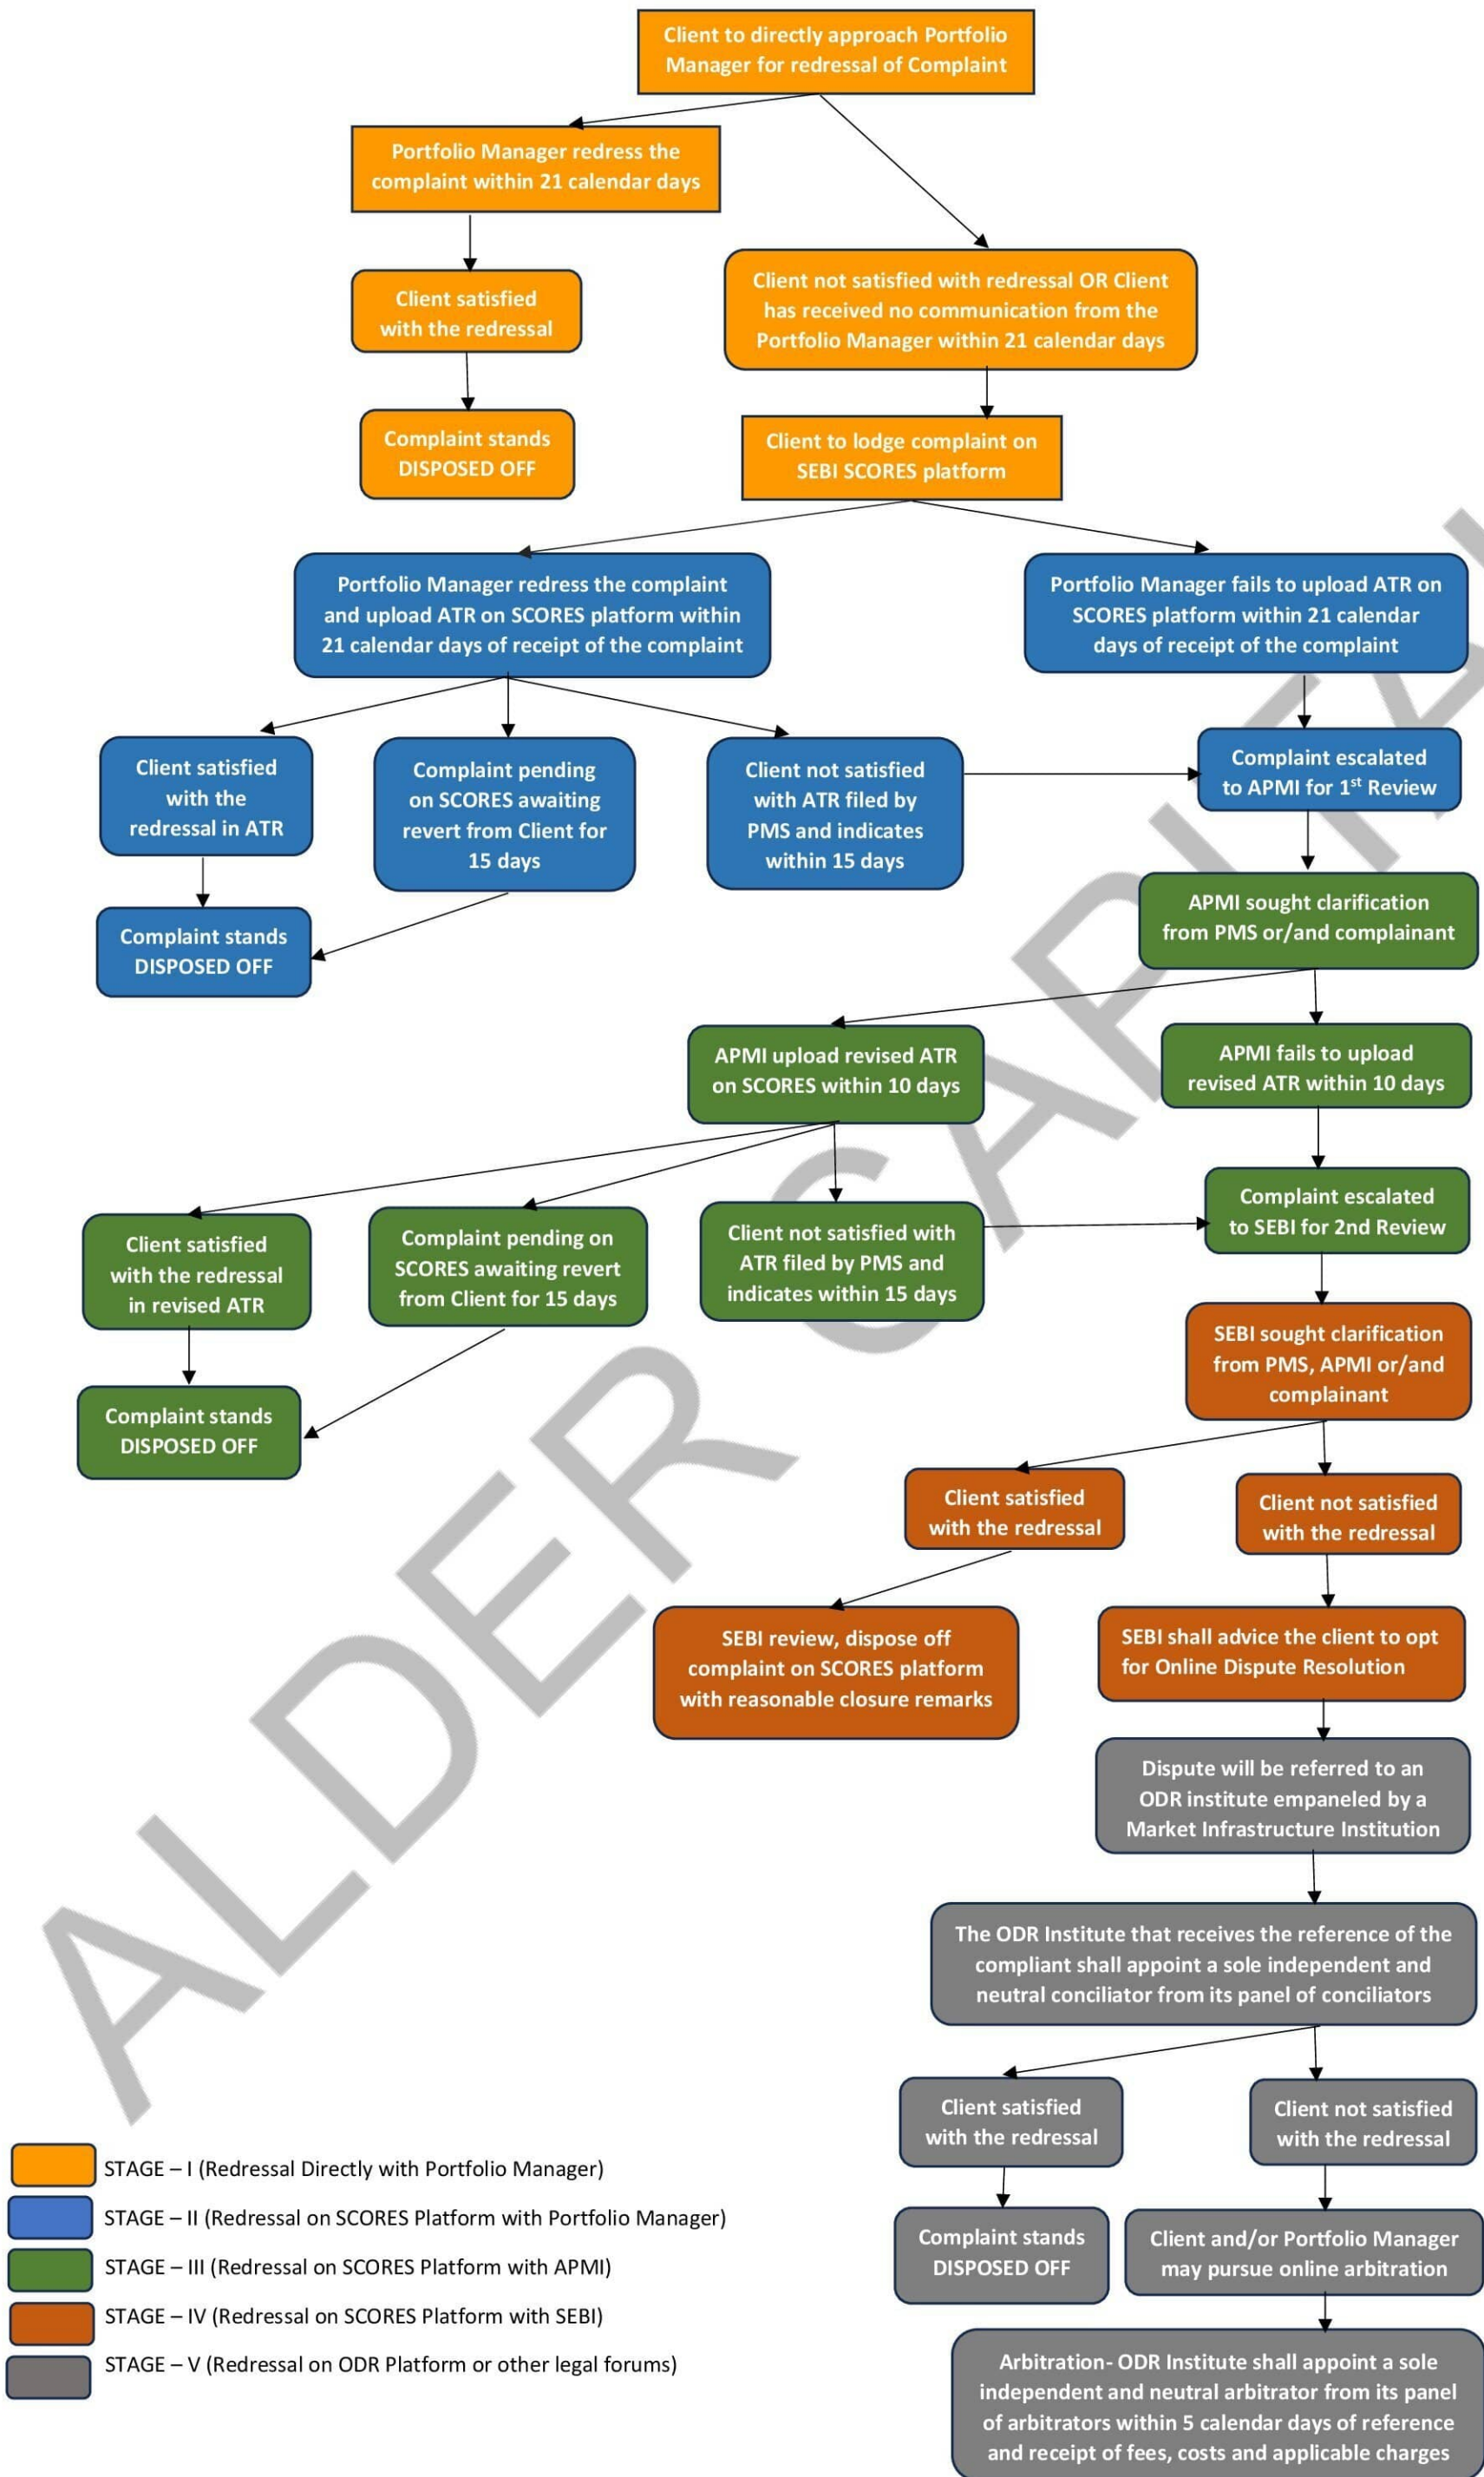 Client to directly approach Portfolio
Manager for redressal of Complaint
Portfolio Manager redress the
complaint within 21 calendar days
Client satisfied
with the redressal
Client not satisfied with redressal OR Client
has received no communication from the
Portfolio Manager within 21 calendar days
Complaint stands
DISPOSED OFF
Client to lodge complaint on
SEBI SCORES platform
Portfolio Manager redress the complaint
and upload ATR on SCORES platform within
21 calendar days of receipt of the complaint
Portfolio Manager fails to upload ATR on
SCORES platform within 21 calendar
days of receipt of the complaint
Client satisfied
with the
redressal in ATR
Complaint pending
on SCORES awaiting
revert from Client for
15 days
Client not satisfied
with ATR filed by
PMS and indicates
within 15 days
Complaint escalated
to APMI for 1st Review
Complaint stands
DISPOSED OFF
APMI sought clarification
from PMS or/and complainant
APMI upload revised ATR
on SCORES within 10 days
APMI fails to upload
revised ATR within 10 days
Client satisfied
with the redressal
in revised ATR
Complaint pending on
SCORES awaiting revert
from Client for 15 days
Client not satisfied with
ATR filed by PMS and
indicates within 15 days
Complaint escalated
to SEBI for 2nd Review
Complaint stands
DISPOSED OFF
SEBI sought clarification
from PMS, APMI or/and
complainant
Client satisfied
with the redressal
Client not satisfied
with the redressal
SEBI review, dispose off
complaint on SCORES platform
with reasonable closure remarks
SEBI shall advice the client to opt
for Online Dispute Resolution
Dispute will be referred to an
ODR institute empaneled by a
Market Infrastructure Institution
The ODR Institute that receives the reference of the
compliant shall appoint a sole independent and
neutral conciliator from its panel of conciliators
Client satisfied
with the redressal
Client not satisfied
with the redressal
Complaint stands
DISPOSED OFF
Client and/or Portfolio Manager
may pursue online arbitration
Arbitration- ODR Institute shall appoint a sole
independent and neutral arbitrator from its panel
of arbitrators within 5 calendar days of reference
and receipt of fees, costs and applicable charges
STAGE – I (Redressal Directly with Portfolio Manager)
STAGE – II (Redressal on SCORES Platform with Portfolio Manager)
STAGE – III (Redressal on SCORES Platform with APMI)
STAGE – IV (Redressal on SCORES Platform with SEBI)
STAGE – V (Redressal on ODR Platform or other legal forums)
ALDER